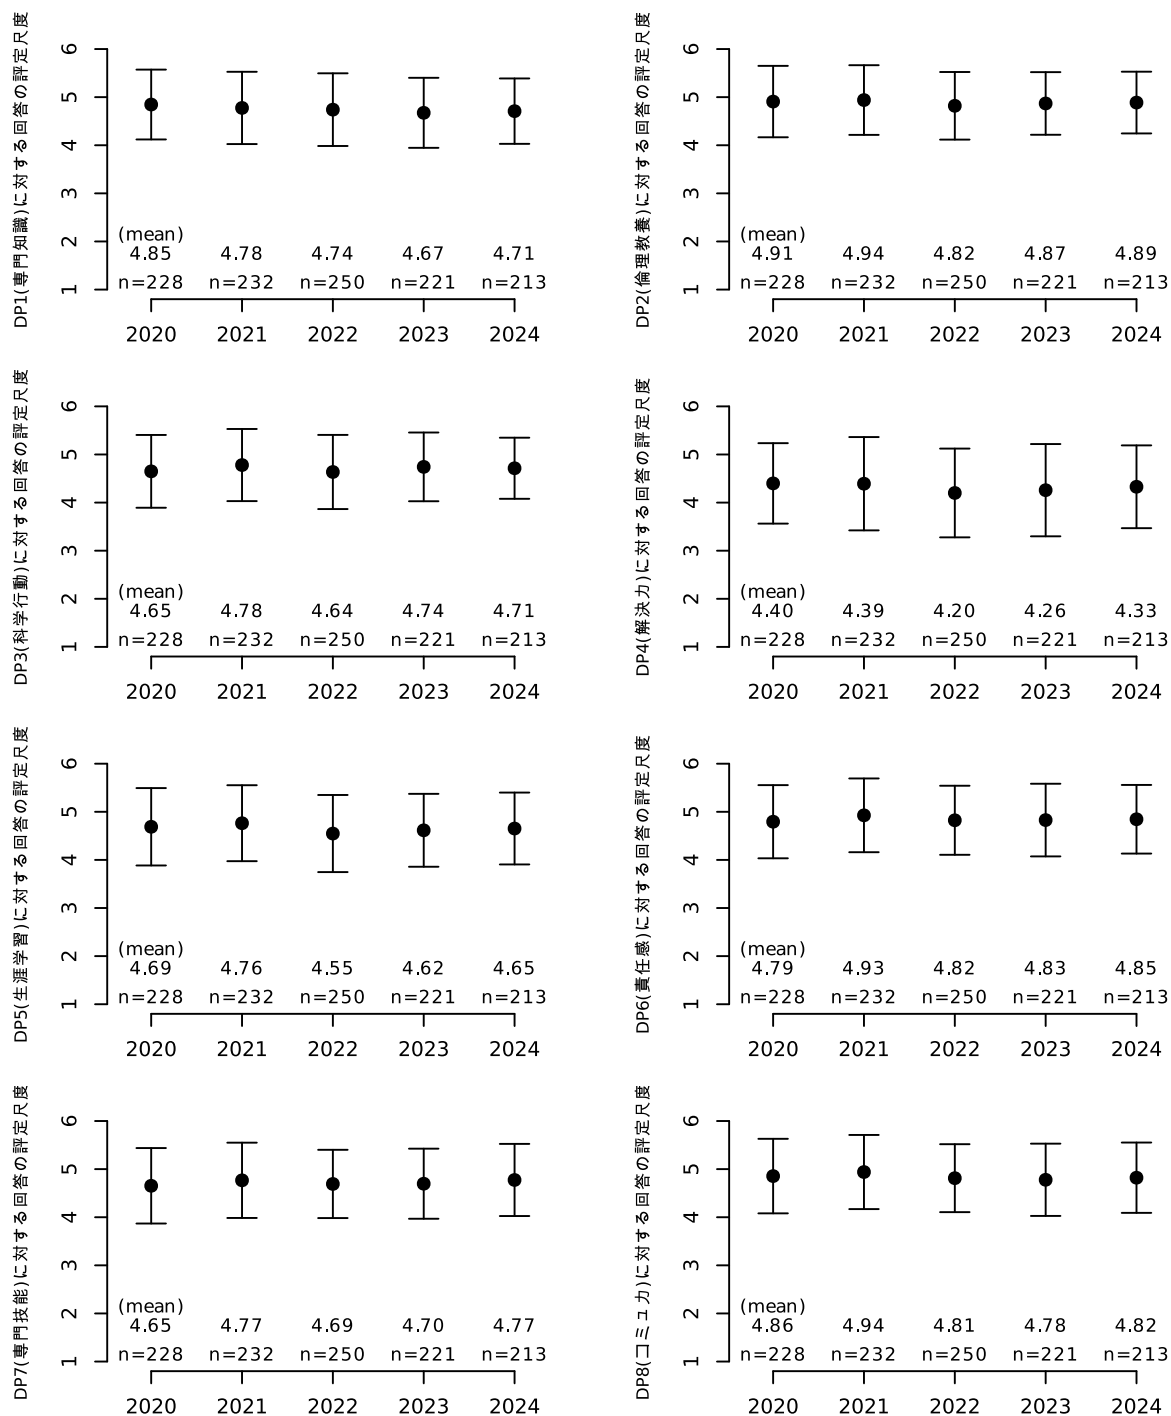 DP1(専門知識)に対する回答の評定尺度
6
5
4
3
2
1
(mean)
4.85 4.78 4.74 4.67 4.71
n=228 n=232 n=250 n=221 n=213
2020 2021 2022 2023 2024
DP2(倫理教養)に対する回答の評定尺度
6
5
4
3
2
1
(mean)
4.91 4.94 4.82 4.87 4.89
n=228 n=232 n=250 n=221 n=213
2020 2021 2022 2023 2024
DP3(科学行動)に対する回答の評定尺度
6
5
4
3
2
1
(mean)
4.65 4.78 4.64 4.74 4.71
n=228 n=232 n=250 n=221 n=213
2020 2021 2022 2023 2024
DP4(解決力)に対する回答の評定尺度
6
5
4
3
2
1
(mean)
4.40 4.39 4.20 4.26 4.33
n=228 n=232 n=250 n=221 n=213
2020 2021 2022 2023 2024
DP5(生涯学習)に対する回答の評定尺度
6
5
4
3
2
1
(mean)
4.69 4.76 4.55 4.62 4.65
n=228 n=232 n=250 n=221 n=213
2020 2021 2022 2023 2024
DP6(責任感)に対する回答の評定尺度
6
5
4
3
2
1
(mean)
4.79 4.93 4.82 4.83 4.85
n=228 n=232 n=250 n=221 n=213
2020 2021 2022 2023 2024
DP7(専門技能)に対する回答の評定尺度
6
5
4
3
2
1
(mean)
4.65 4.77 4.69 4.70 4.77
n=228 n=232 n=250 n=221 n=213
2020 2021 2022 2023 2024
DP8(コミュ力)に対する回答の評定尺度
6
5
4
3
2
1
(mean)
4.86 4.94 4.81 4.78 4.82
n=228 n=232 n=250 n=221 n=213
2020 2021 2022 2023 2024